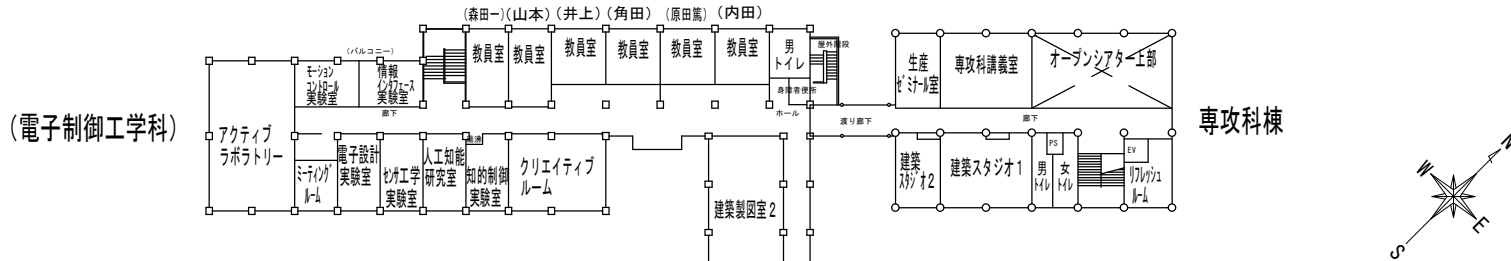 (森田一)(山本)(井上)(角田)(原田篤)(内田)
(バルコニー)
教員室
教員室
教員室
教員室
教員室
教員室
男
トイレ
屋外階段
身障者便所
ホール
モーション
コントロール
実験室
情報
インタフェース
実験室
廊下
(電子制御工学科)
アクティブ
ラボラトリー
ミーティング
ルーム
電子設計
実験室
センサ工学
実験室
人工知能
研究室
湯沸
知的制御
実験室
クリエイティブ
ルーム
建築製図室2
渡り廊下
生産
ゼミナール室
専攻科講義室
オープンシアター上部
廊下
建築
スタジオ2
建築スタジオ1
男
トイレ
PS
女
トイレ
EV
リフレッシュ
ルーム
専攻科棟
N
W
E
S